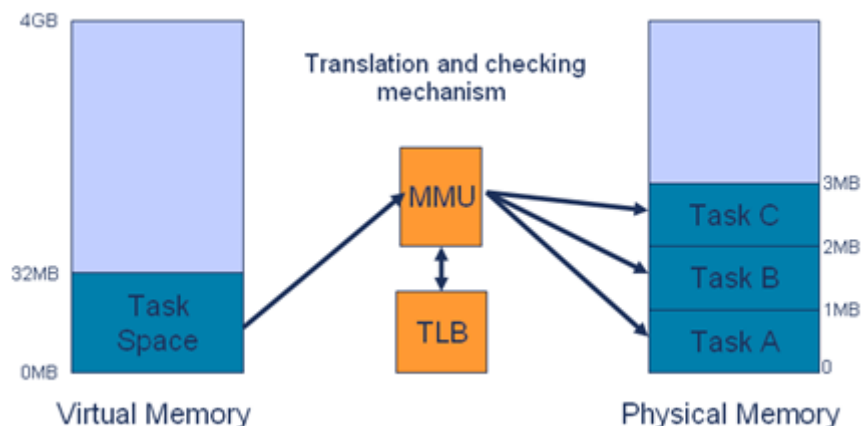 4GB
Translation and checking
mechanism
MMU
3MB
Task C
2MB
32MB
Task B
Task
Space
1MB
TLB
Task A
0MB
0
Virtual Memory
Physical Memory